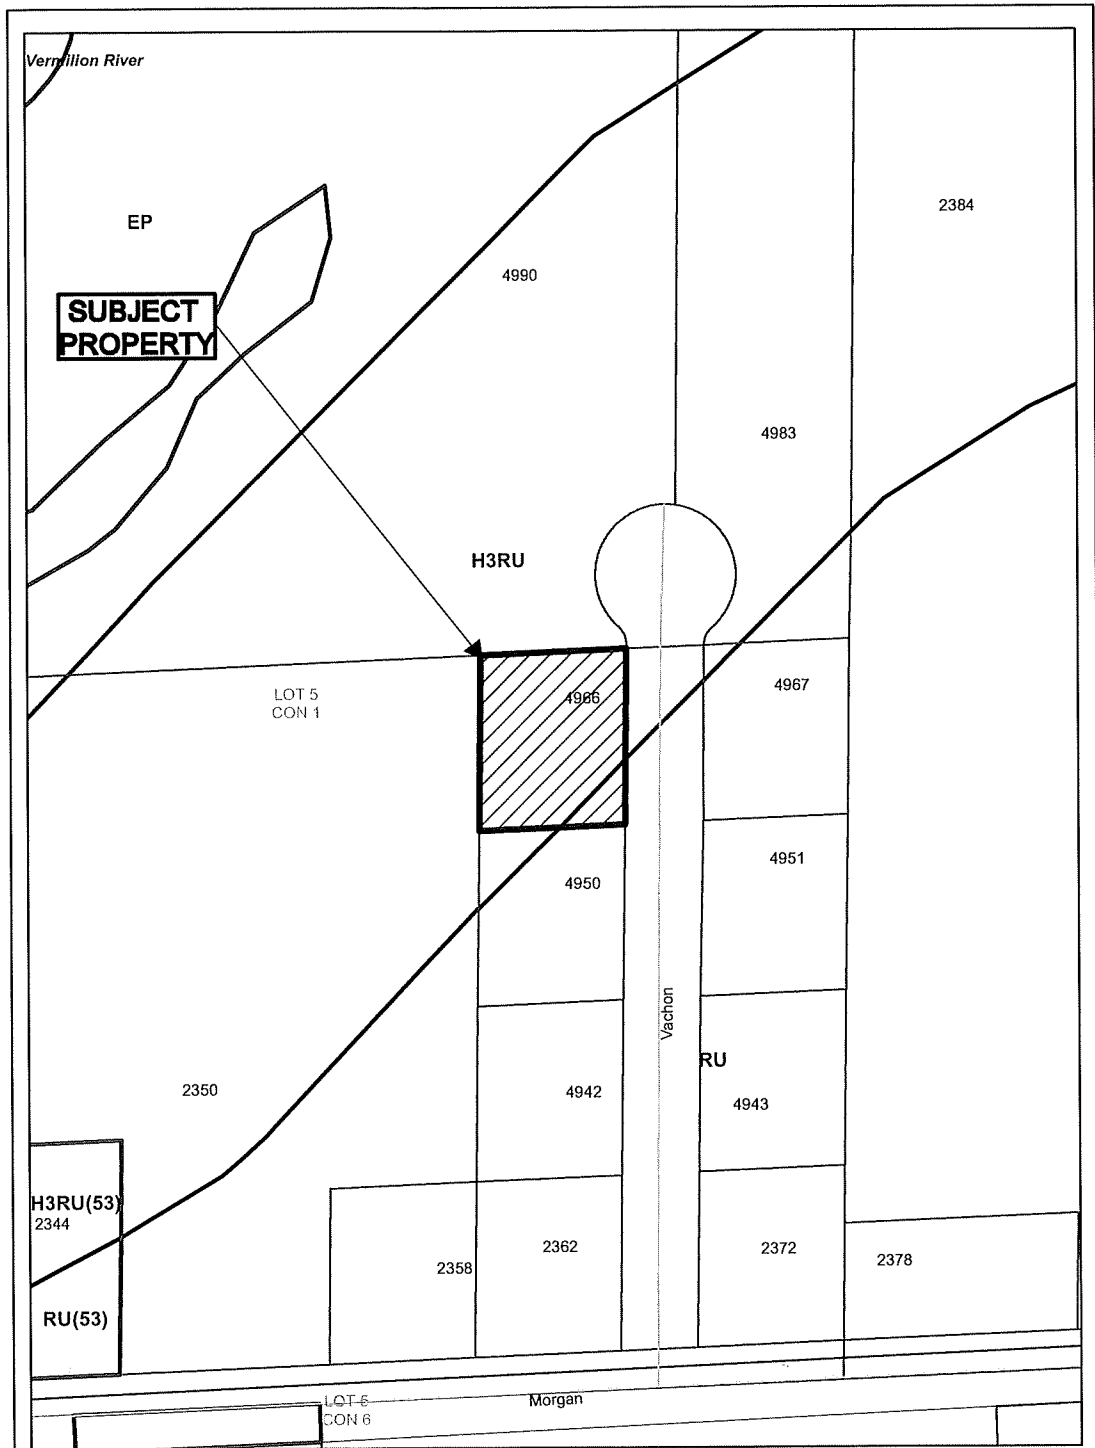 Vermilion River
EP
2384
4990
SUBJECT
PROPERTY
4983
H3RU
4966
4967
LOT 5
CON 1
4951
4950
Vachon
RU
2350
4942
4943
H3RU(53)
2344
2362
2372
2378
2358
RU(53)
LOT 5
CON 6
Morgan